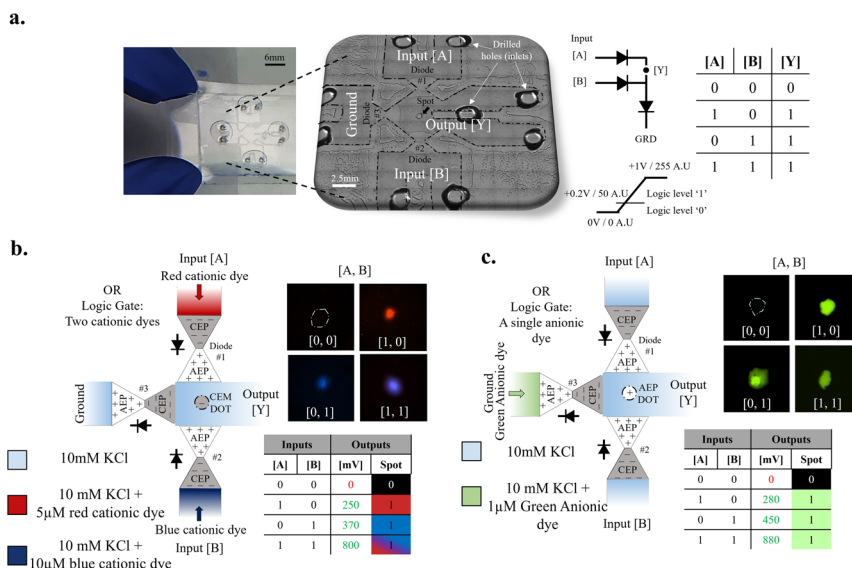 a.
6mm
Input [A]
Diode
#1
Drilled
holes (inlets)
Ground
Diode
#3
Spot
Output [Y]
#2
Diode
Input [B]
2.5mm
Input
[A]
[B]
[Y]
GRD
+1V / 255 A.U
+0.2V / 50 A.U
Logic level ‘1’
Logic level ‘0’
0V / 0 A.U
[A] [B] [Y]
0 0 0
1 0 1
0 1 1
1 1 1
b.
Input [A]
Red cationic dye
OR
Logic Gate:
Two cationic dyes
CEP
Diode
#1
AEP
Ground
AEP
#3
CEP
CEM
DOT
Output
[Y]
AEP
#2
CEP
Blue cationic dye
Input [B]
10mM KCl
10 mM KCl +
5µM red cationic dye
10 mM KCl +
10µM blue cationic dye
[A, B]
[0, 0] [1, 0]
[0, 1] [1, 1]
Inputs Outputs
[A] [B] [mV] Spot
0 0 0 0
1 0 250 1
0 1 370 1
1 1 800 1
c.
Input [A]
OR
Logic Gate:
A single anionic
dye
CEP
Diode
#1
AEP
Ground
Green Anionic dye
AEP
#3
CEP
AEP
DOT
Output
[Y]
AEP
#2
CEP
Input [B]
10mM KCl
10 mM KCl +
1µM Green Anionic
dye
[A, B]
[0, 0] [1, 0]
[0, 1] [1, 1]
Inputs Outputs
[A] [B] [mV] Spot
0 0 0 0
1 0 280 1
0 1 450 1
1 1 880 1